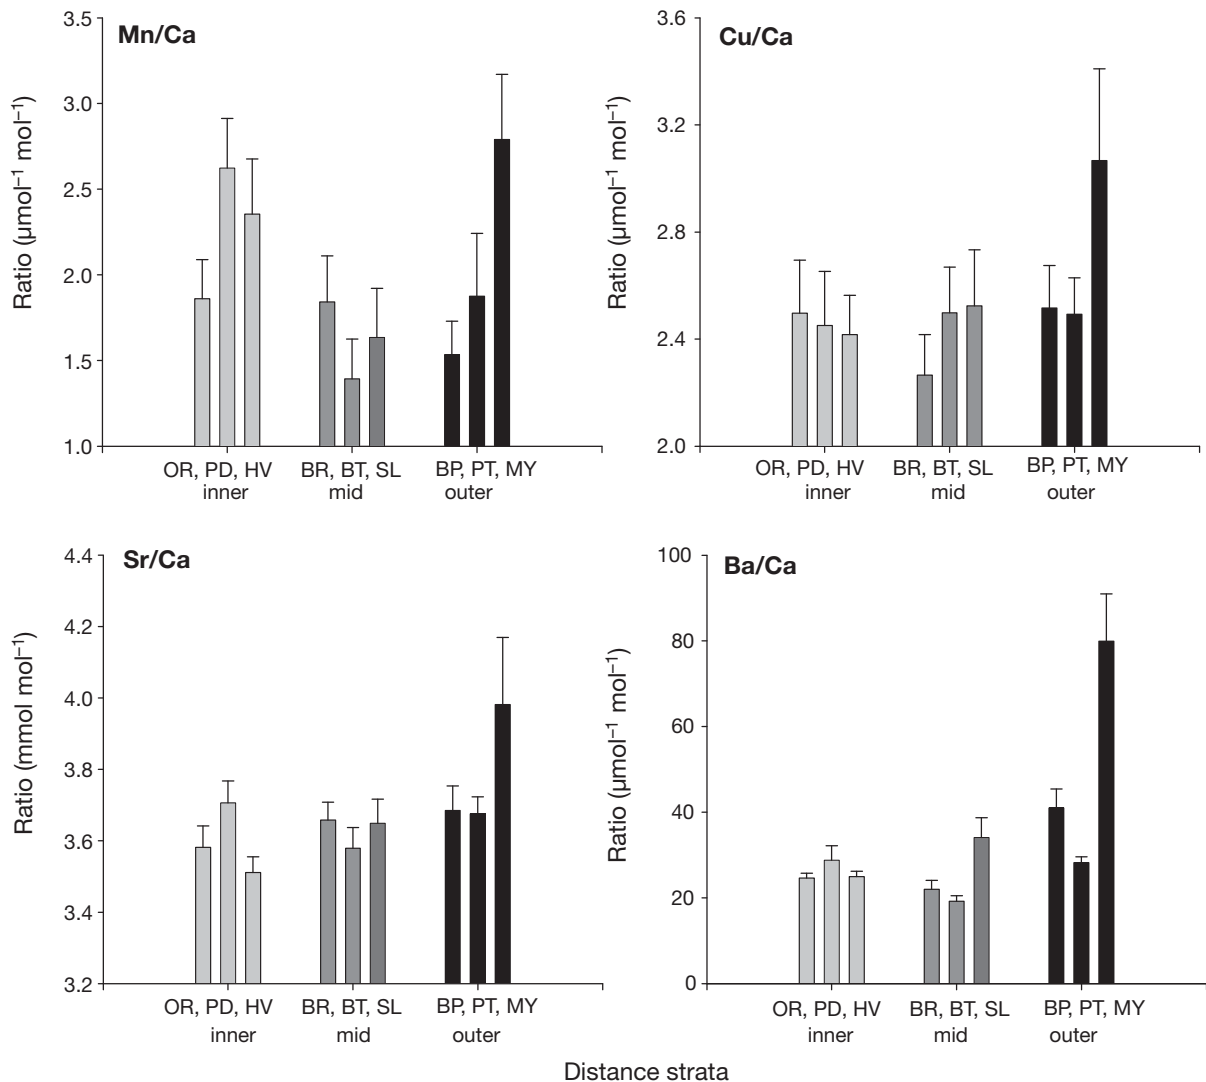 Mn/Ca
Ratio (µmol⁻¹ mol⁻¹)
3.5
3.0
2.5
2.0
1.5
1.0
OR, PD, HV
inner
BR, BT, SL
mid
BP, PT, MY
outer
Cu/Ca
Ratio (µmol⁻¹ mol⁻¹)
3.6
3.2
2.8
2.4
2.0
OR, PD, HV
inner
BR, BT, SL
mid
BP, PT, MY
outer
Sr/Ca
Ratio (mmol mol⁻¹)
4.4
4.2
4.0
3.8
3.6
3.4
3.2
OR, PD, HV
inner
BR, BT, SL
mid
BP, PT, MY
outer
Ba/Ca
Ratio (µmol⁻¹ mol⁻¹)
100
80
60
40
20
0
OR, PD, HV
inner
BR, BT, SL
mid
BP, PT, MY
outer
Distance strata